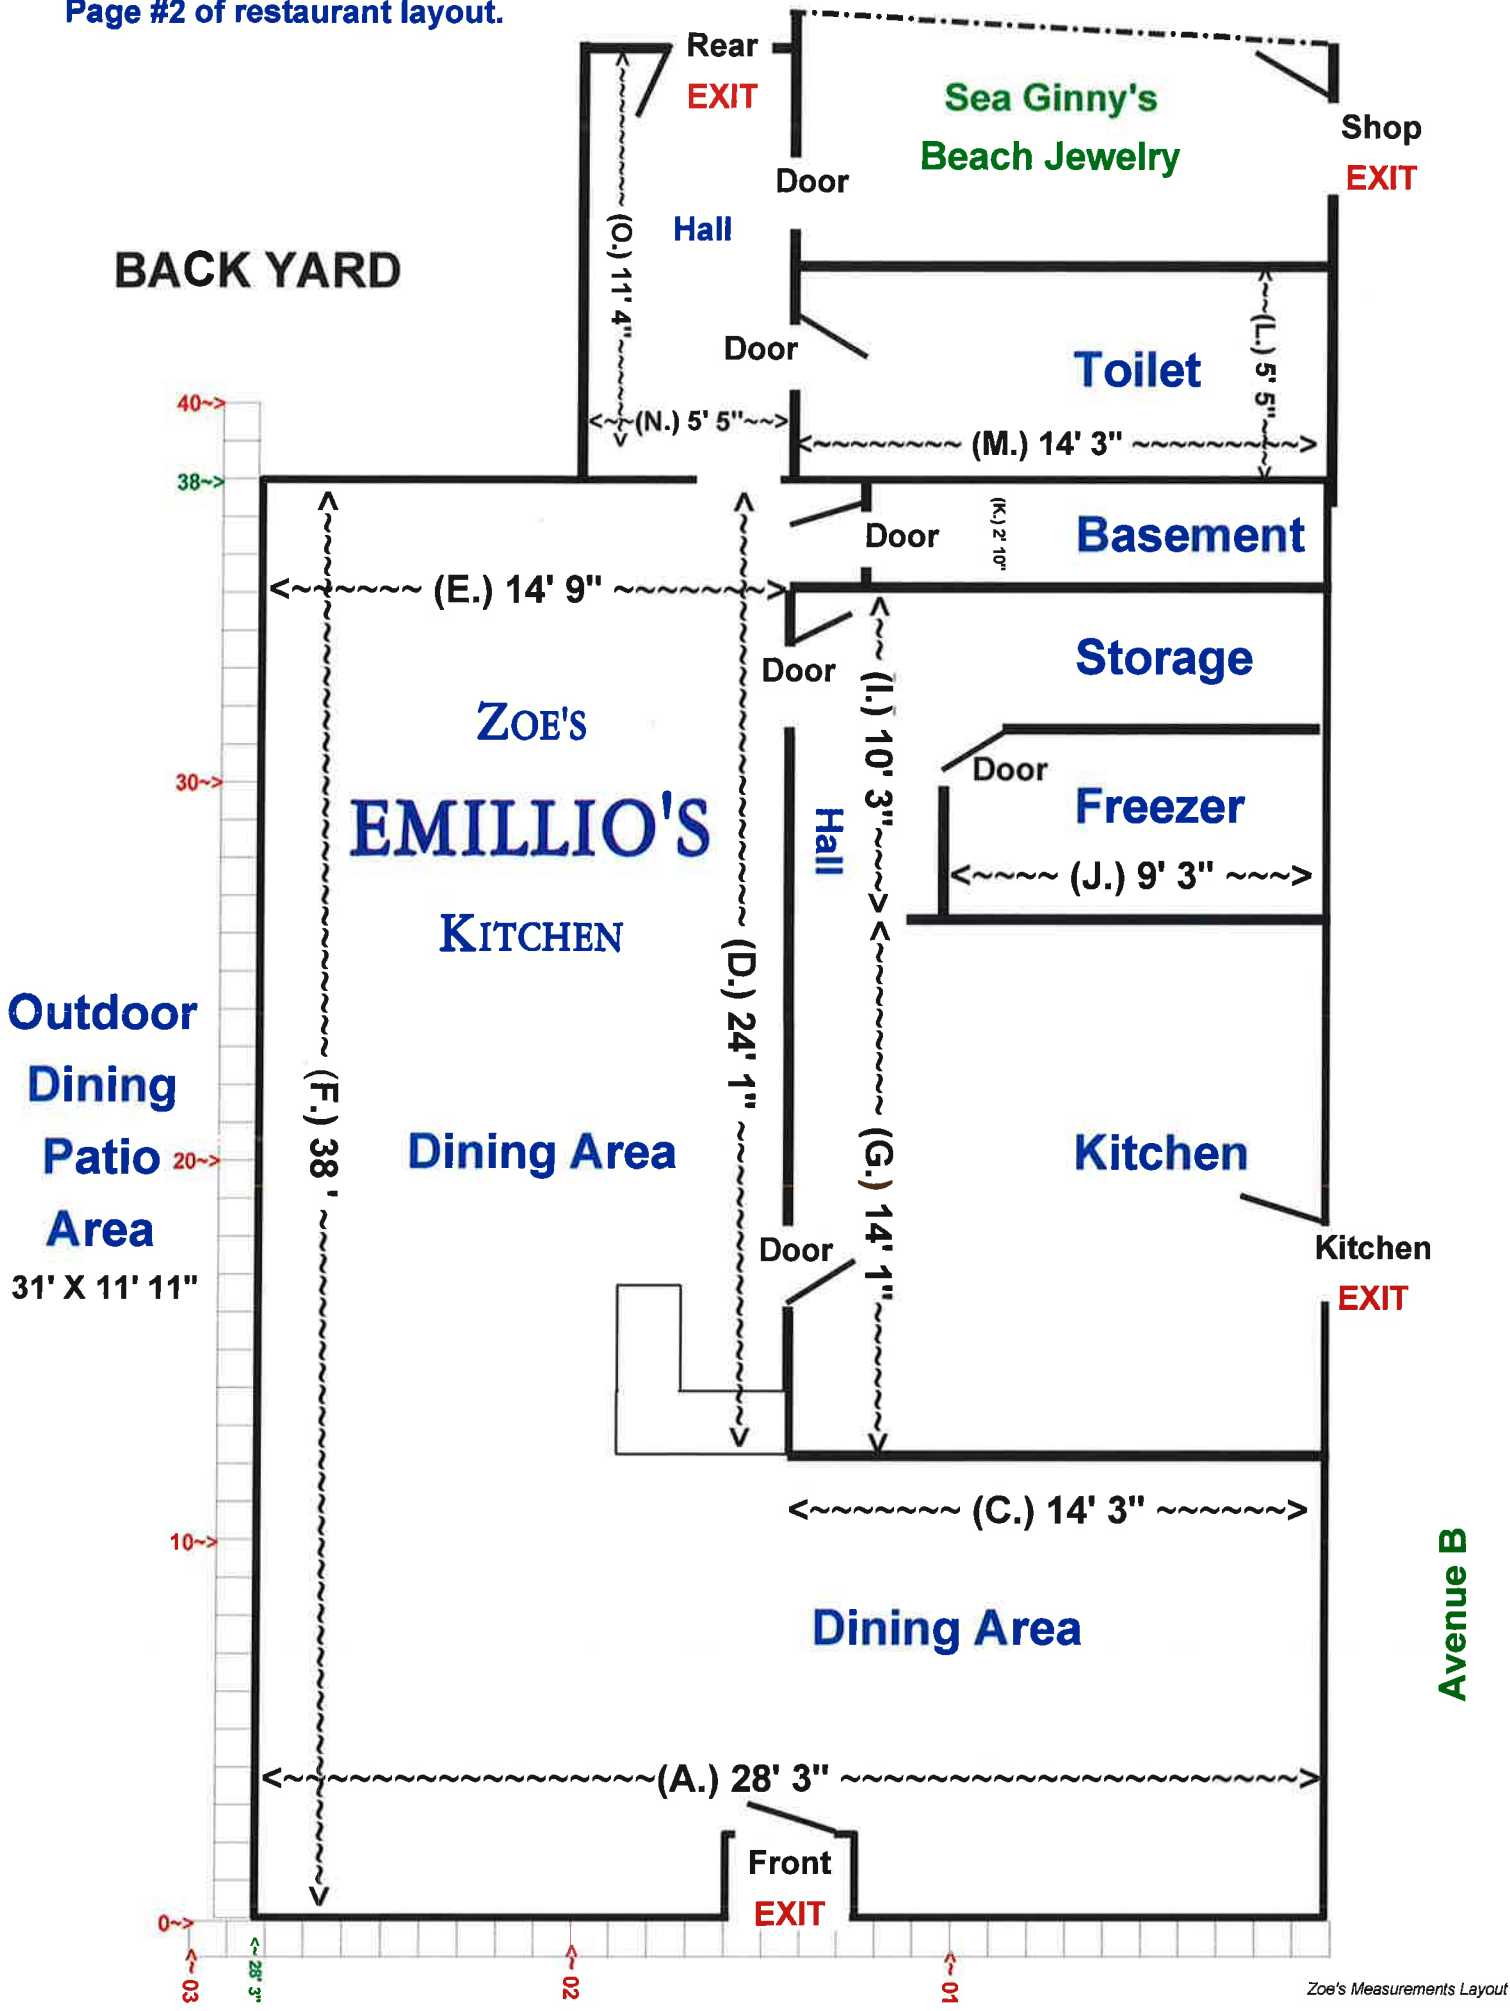 Page #2 of restaurant layout.
Rear
EXIT
Sea Ginny's
Beach Jewelry
Shop
EXIT
Door
Hall
(O.) 11' 4"
BACK YARD
Door
Toilet
(L.) 5' 5"
40~>
(N.) 5' 5"
(M.) 14' 3"
38~>
Door
(K.) 2' 10"
Basement
(E.) 14' 9"
Door
Storage
(I.) 10' 3"
ZOE'S
30~>
EMILLIO'S
Door
Freezer
Hall
(J.) 9' 3"
KITCHEN
(D.) 24' 1"
Outdoor
Dining
Patio
Area
31' X 11' 11"
20~>
(F.) 38 '
Dining Area
(G.) 14' 1"
Kitchen
Door
Kitchen
EXIT
(C.) 14' 3"
10~>
Dining Area
Avenue B
(A.) 28' 3"
Front
EXIT
0~>
<~ 03
<~ 28' 3"
<~ 02
<~ 01
Zoe's Measurements Layout